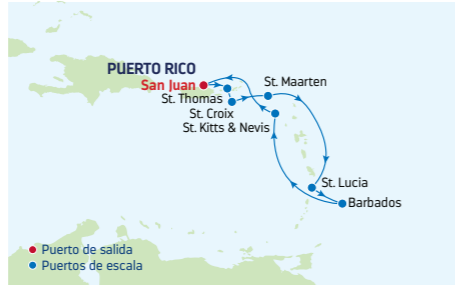 PUERTO RICO
San Juan
St. Maarten
St. Thomas
St. Croix
St. Kitts & Nevis
St. Lucia
Barbados
Puerto de salida
Puertos de escala